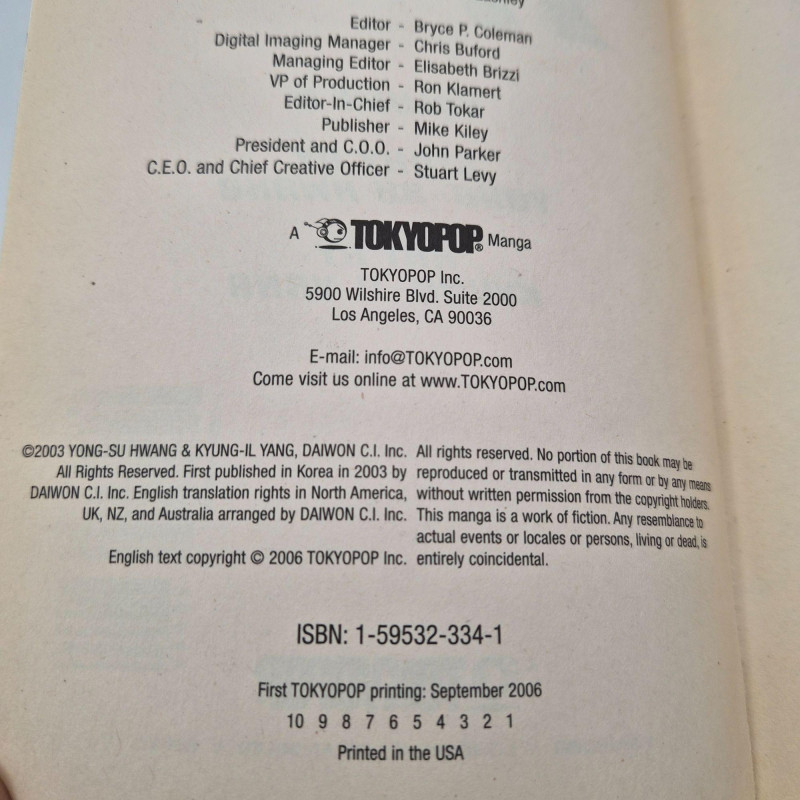 Editor - Bryce P. Coleman
Digital Imaging Manager - Chris Buford
Managing Editor - Elisabeth Brizzi
VP of Production - Ron Klamert
Editor-In-Chief - Rob Tokar
Publisher - Mike Kiley
President and C.O.O. - John Parker
C.E.O. and Chief Creative Officer - Stuart Levy
A TOKYOPOP® Manga
TOKYOPOP Inc.
5900 Wilshire Blvd. Suite 2000
Los Angeles, CA 90036
E-mail: info@TOKYOPOP.com
Come visit us online at www.TOKYOPOP.com
©2003 YONG-SU HWANG & KYUNG-IL YANG, DAIWON C.I. Inc.
All Rights Reserved. First published in Korea in 2003 by
DAIWON C.I. Inc. English translation rights in North America,
UK, NZ, and Australia arranged by DAIWON C.I. Inc.
English text copyright © 2006 TOKYOPOP Inc.
All rights reserved. No portion of this book may be
reproduced or transmitted in any form or by any means
without written permission from the copyright holders.
This manga is a work of fiction. Any resemblance to
actual events or locales or persons, living or dead, is
entirely coincidental.
ISBN: 1-59532-334-1
First TOKYOPOP printing: September 2006
10 9 8 7 6 5 4 3 2 1
Printed in the USA